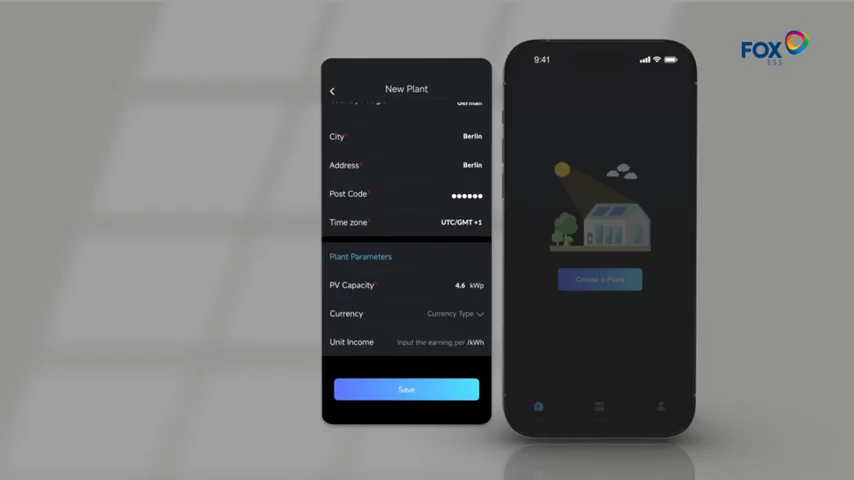 FOX
ESS
New Plant
German
City*
Berlin
Address*
Berlin
Post Code*
●●●●●●
Time zone*
UTC/GMT +1
Plant Parameters
PV Capacity*
4.6 kWp
Currency
Currency Type
Unit Income
Input the earning per /kWh
Save
9:41
Create a Plant